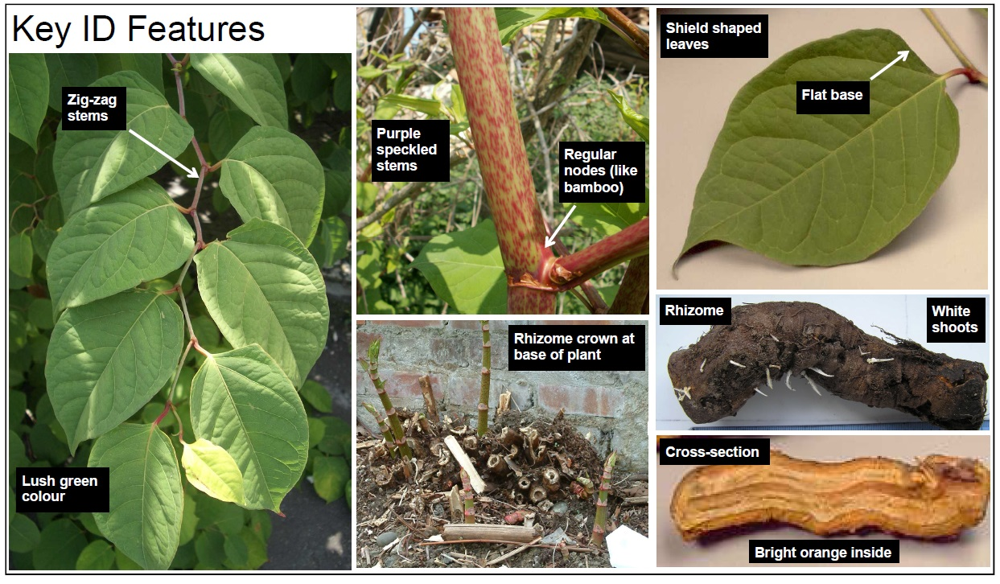 Key ID Features
Zig-zag
stems
Lush green
colour
Purple
speckled
stems
Regular
nodes (like
bamboo)
Rhizome crown at
base of plant
Shield shaped
leaves
Flat base
Rhizome
White
shoots
Cross-section
Bright orange inside